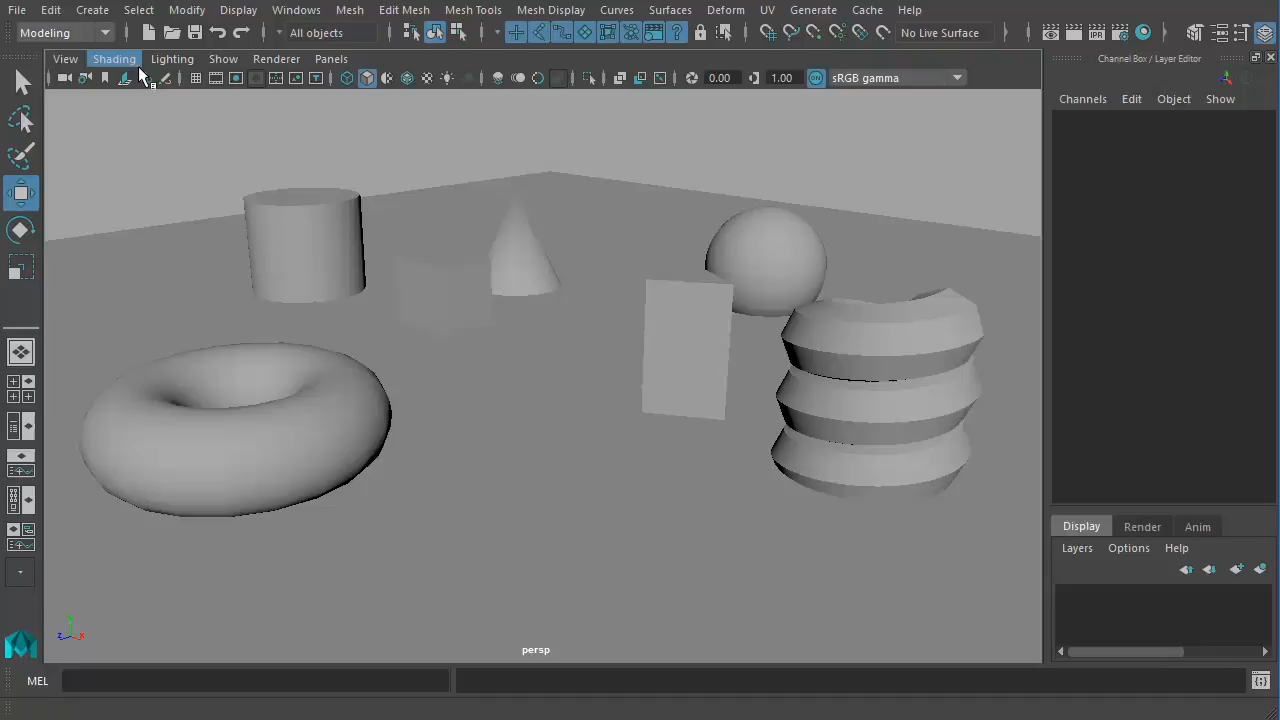 File Edit Create Select Modify Display Windows Mesh Edit Mesh Mesh Tools Mesh Display Curves Surfaces Deform UV Generate Cache Help
Modeling All objects No Live Surface
View Shading Lighting Show Renderer Panels
0.00 1.00 ON sRGB gamma
Channel Box / Layer Editor
Channels Edit Object Show
Display Render Anim
Layers Options Help
persp
MEL